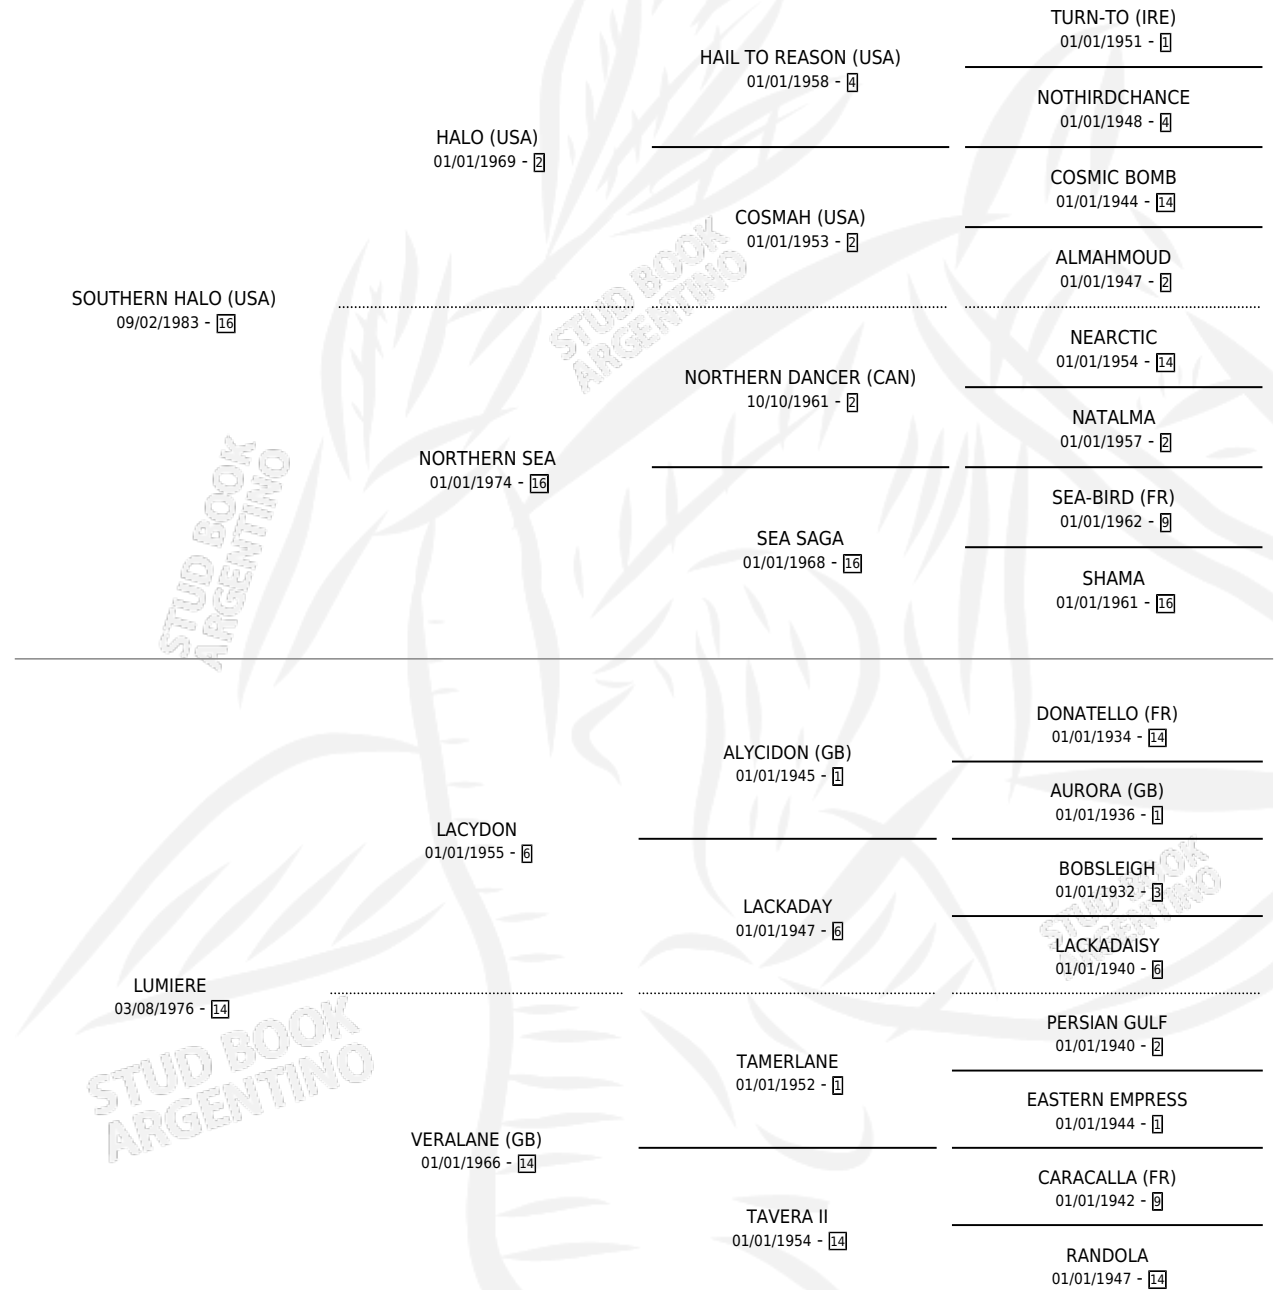 TURN-TO (IRE)
01/01/1951 - 1
HAIL TO REASON (USA)
01/01/1958 - 4
NOTHIRDCHANCE
01/01/1948 - 4
HALO (USA)
01/01/1969 - 2
COSMIC BOMB
01/01/1944 - 14
COSMAH (USA)
01/01/1953 - 2
ALMAHMOUD
01/01/1947 - 2
SOUTHERN HALO (USA)
09/02/1983 - 16
STUD BOOK
ARGENTINO
NEARCTIC
01/01/1954 - 14
NORTHERN DANCER (CAN)
10/10/1961 - 2
NATALMA
01/01/1957 - 2
NORTHERN SEA
01/01/1974 - 16
SEA-BIRD (FR)
01/01/1962 - 9
SEA SAGA
01/01/1968 - 16
SHAMA
01/01/1961 - 16
STUD BOOK
ARGENTINO
DONATELLO (FR)
01/01/1934 - 14
ALYCIDON (GB)
01/01/1945 - 1
AURORA (GB)
01/01/1936 - 1
LACYDON
01/01/1955 - 6
BOBSLEIGH
01/01/1932 - 3
STUD BOOK
ARGENTINO
LACKADAY
01/01/1947 - 6
LACKADAISY
01/01/1940 - 6
LUMIERE
03/08/1976 - 14
STUD BOOK
ARGENTINO
PERSIAN GULF
01/01/1940 - 2
TAMERLANE
01/01/1952 - 1
EASTERN EMPRESS
01/01/1944 - 1
VERALANE (GB)
01/01/1966 - 14
CARACALLA (FR)
01/01/1942 - 9
TAVERA II
01/01/1954 - 14
RANDOLA
01/01/1947 - 14